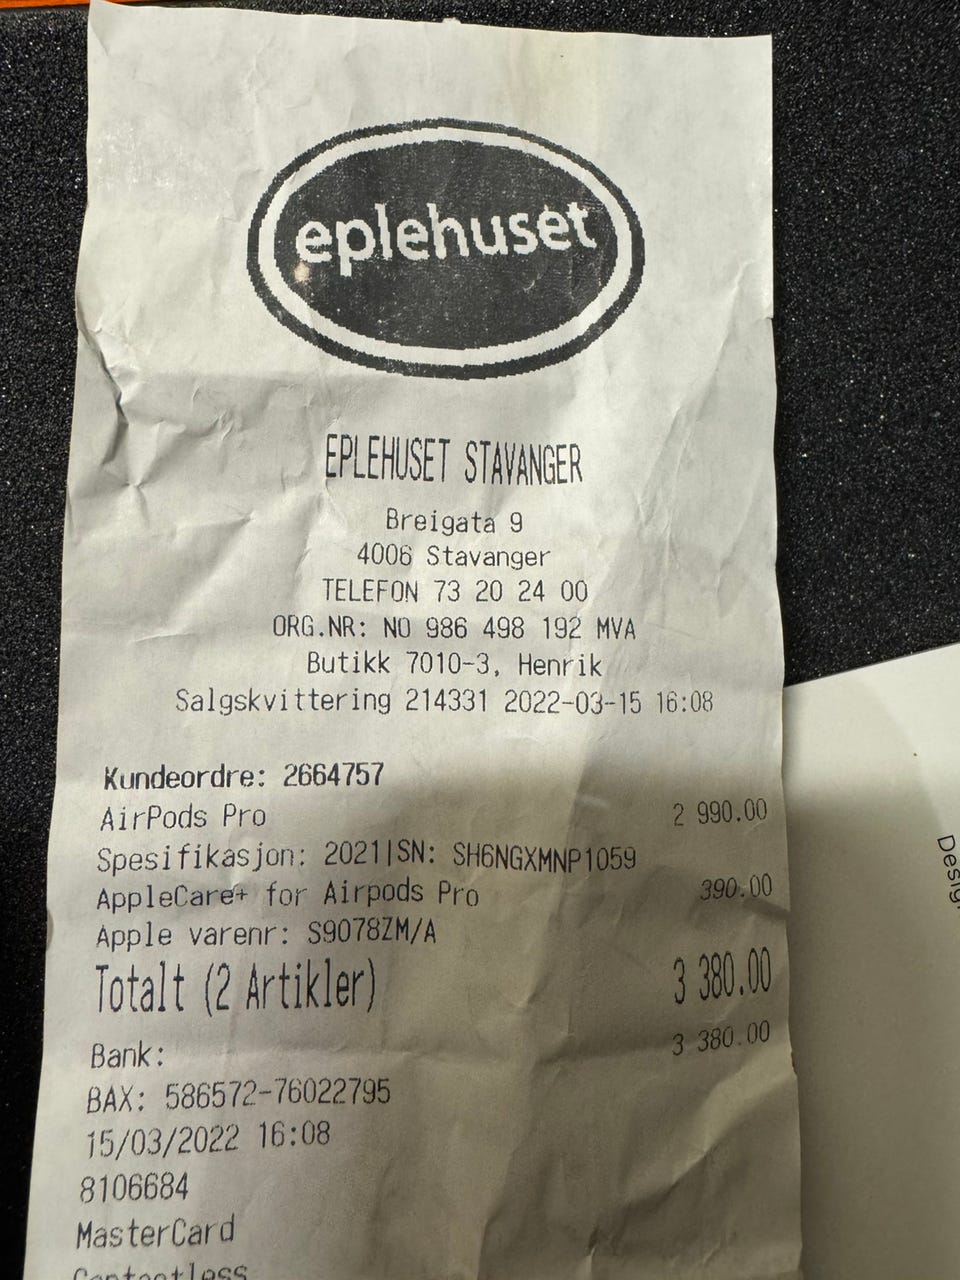 eplehuset
EPLEHUSET STAVANGER
Breigata 9
4006 Stavanger
TELEFON 73 20 24 00
ORG.NR: NO 986 498 192 MVA
Butikk 7010-3, Henrik
Salgskvittering 214331 2022-03-15 16:08
Kundeordre: 2664757
AirPods Pro 2 990.00
Spesifikasjon: 2021|SN: SH6NGXMNP1059
AppleCare+ for Airpods Pro 390.00
Apple varenr: S9078ZM/A
Totalt (2 Artikler) 3 380.00
Bank: 3 380.00
BAX: 586572-76022795
15/03/2022 16:08
8106684
MasterCard
Contactless
Desig